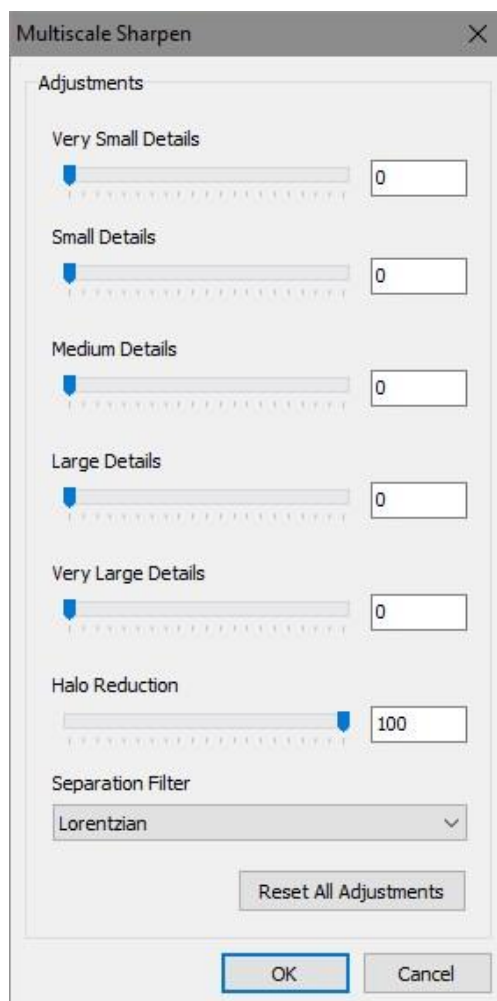 Multiscale Sharpen
Adjustments
Very Small Details
0
Small Details
0
Medium Details
0
Large Details
0
Very Large Details
0
Halo Reduction
100
Separation Filter
Lorentzian
Reset All Adjustments
OK Cancel